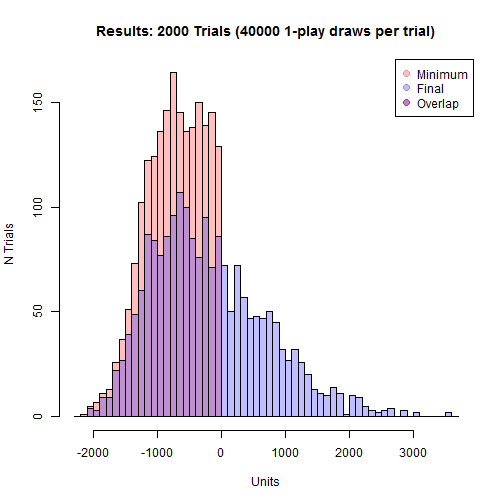 Results: 2000 Trials (40000 1-play draws per trial)
Minimum
Final
Overlap
N Trials
150
100
50
0
-2000 -1000 0 1000 2000 3000
Units